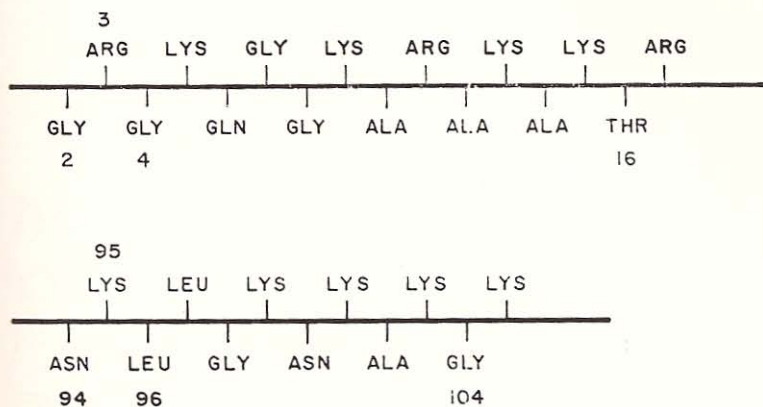 3
ARG LYS GLY LYS ARG LYS LYS ARG
GLY GLY GLN GLY ALA ALA ALA THR
2 4 16
95
LYS LEU LYS LYS LYS LYS
ASN LEU GLY ASN ALA GLY
94 96 104